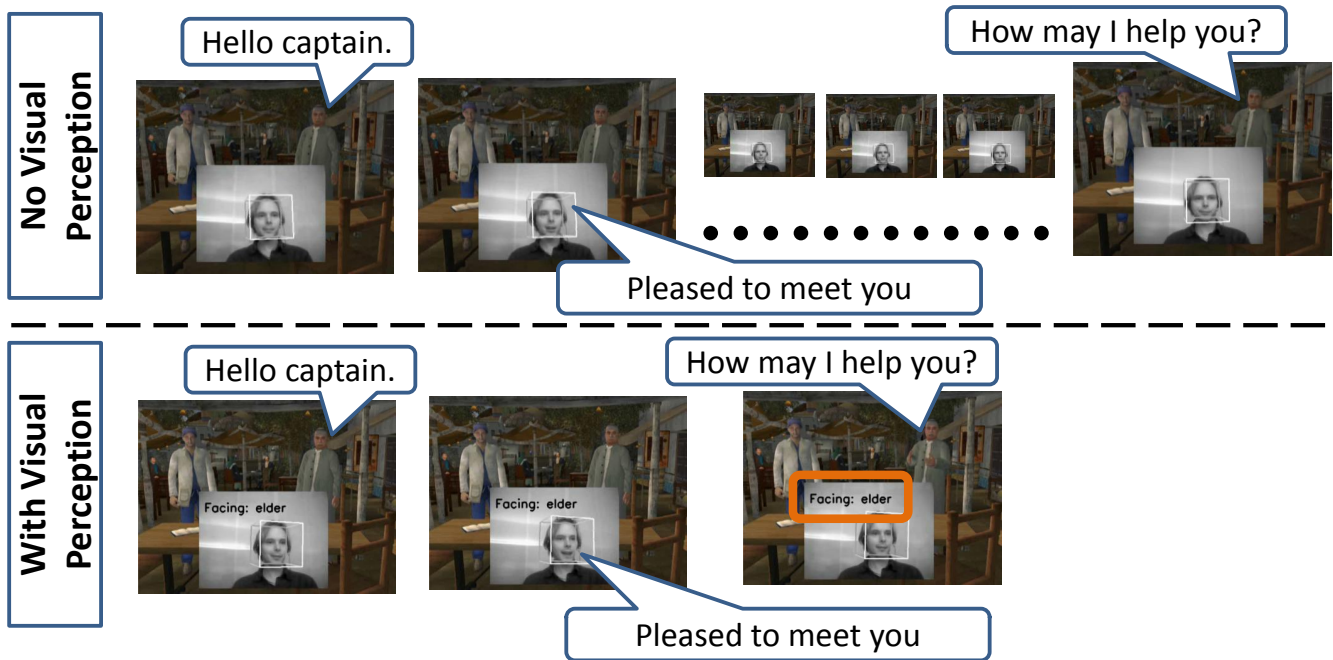 No Visual
Perception
Hello captain.
Pleased to meet you
How may I help you?
With Visual
Perception
Hello captain.
Facing: elder
Facing: elder
Pleased to meet you
How may I help you?
Facing: elder